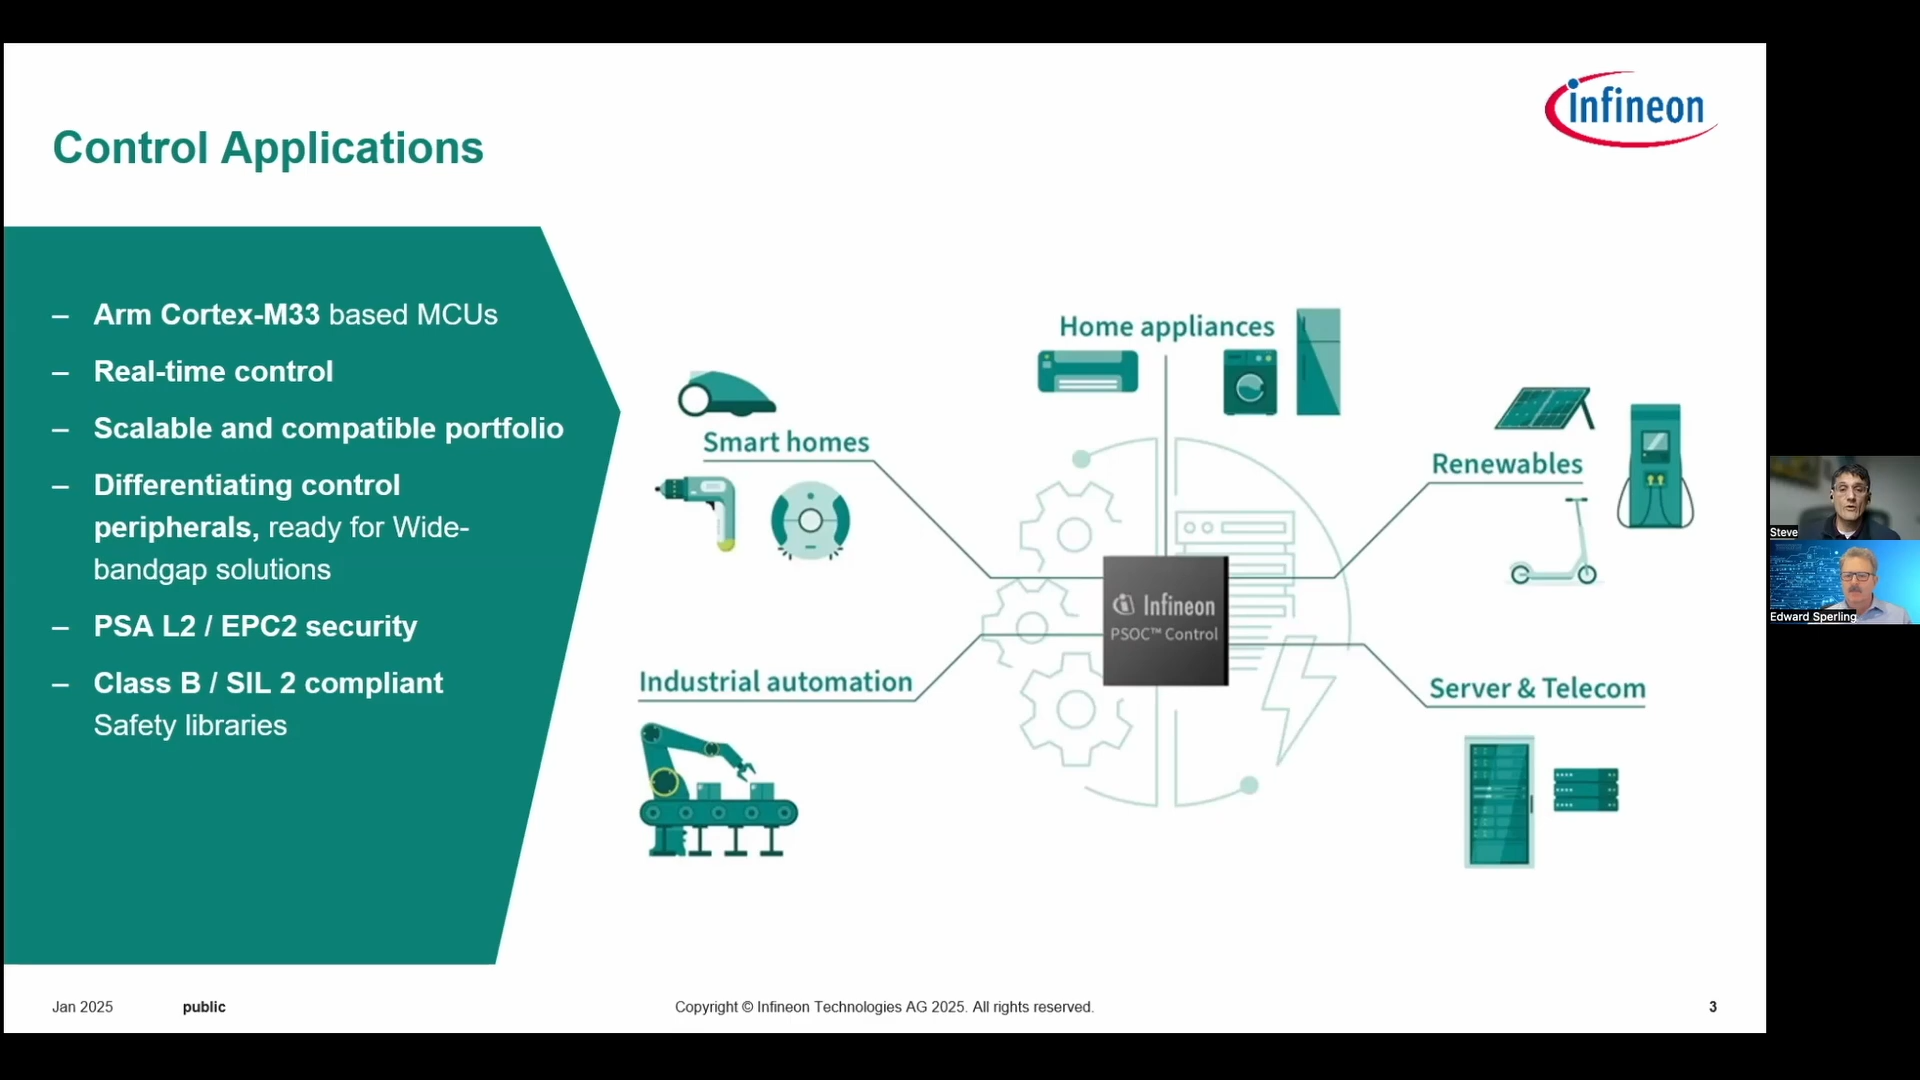 infineon
Control Applications
– Arm Cortex-M33 based MCUs
– Real-time control
– Scalable and compatible portfolio
– Differentiating control
peripherals, ready for Wide-
bandgap solutions
– PSA L2 / EPC2 security
– Class B / SIL 2 compliant
Safety libraries
Home appliances
Smart homes
Renewables
Infineon
PSOC™ Control
Industrial automation
Server & Telecom
Steve
Edward Sperling
Jan 2025
public
Copyright © Infineon Technologies AG 2025. All rights reserved.
3